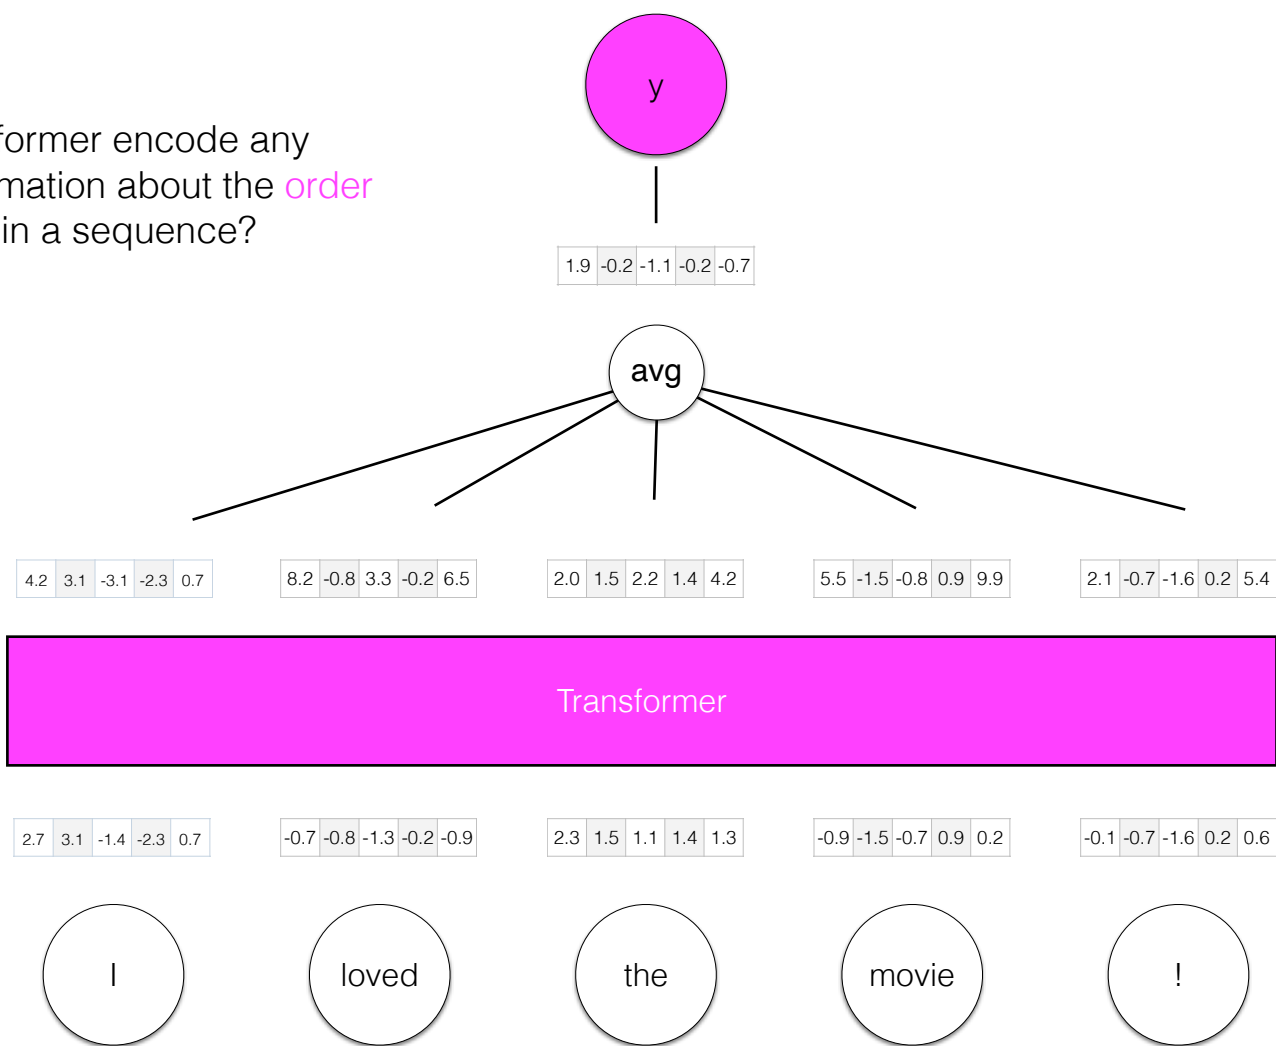 y
former encode any
mation about the order
in a sequence?
1.9 -0.2 -1.1 -0.2 -0.7
avg
4.2 3.1 -3.1 -2.3 0.7 8.2 -0.8 3.3 -0.2 6.5 2.0 1.5 2.2 1.4 4.2 5.5 -1.5 -0.8 0.9 9.9 2.1 -0.7 -1.6 0.2 5.4
Transformer
2.7 3.1 -1.4 -2.3 0.7 -0.7 -0.8 -1.3 -0.2 -0.9 2.3 1.5 1.1 1.4 1.3 -0.9 -1.5 -0.7 0.9 0.2 -0.1 -0.7 -1.6 0.2 0.6
I loved the movie !